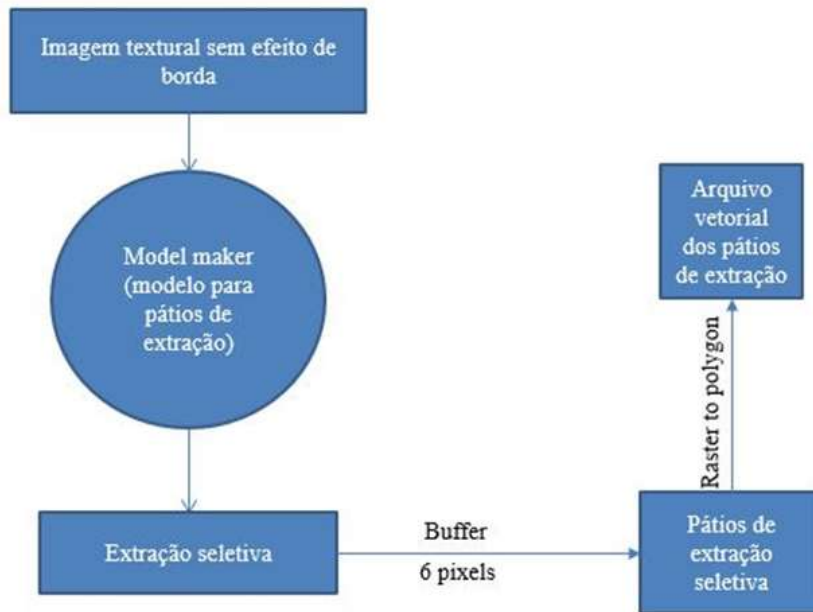 Imagem textural sem efeito de
borda
Model maker
(modelo para
pátios de
extração)
Extração seletiva
Buffer
6 pixels
Pátios de
extração
seletiva
Raster to polygon
Arquivo
vetorial
dos pátios
de extração